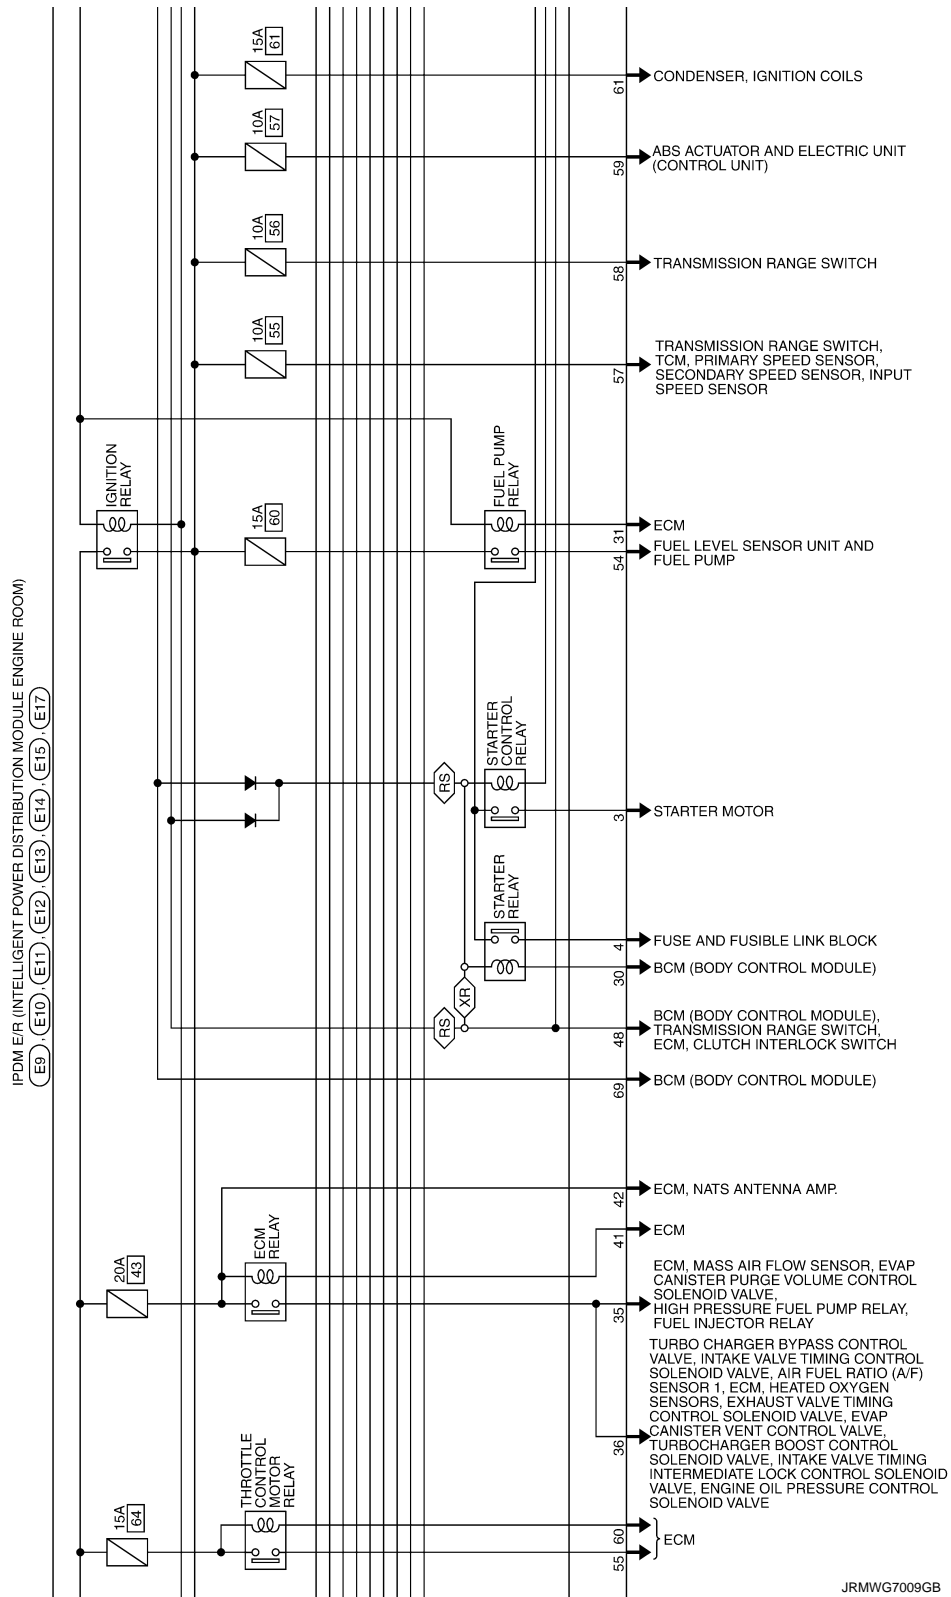 15A
61
61
CONDENSER, IGNITION COILS
10A
57
59
ABS ACTUATOR AND ELECTRIC UNIT
(CONTROL UNIT)
10A
56
58
TRANSMISSION RANGE SWITCH
10A
55
57
TRANSMISSION RANGE SWITCH,
TCM, PRIMARY SPEED SENSOR,
SECONDARY SPEED SENSOR, INPUT
SPEED SENSOR
IGNITION
RELAY
15A
60
FUEL PUMP
RELAY
31
ECM
54
FUEL LEVEL SENSOR UNIT AND
FUEL PUMP
IPDM E/R (INTELLIGENT POWER DISTRIBUTION MODULE ENGINE ROOM)
E9 , E10 , E11 , E12 , E13 , E14 , E15 , E17
STARTER
CONTROL
RELAY
RS
3
STARTER MOTOR
STARTER
RELAY
4
FUSE AND FUSIBLE LINK BLOCK
30
BCM (BODY CONTROL MODULE)
XR
RS
48
BCM (BODY CONTROL MODULE),
TRANSMISSION RANGE SWITCH,
ECM, CLUTCH INTERLOCK SWITCH
69
BCM (BODY CONTROL MODULE)
42
ECM, NATS ANTENNA AMP.
41
ECM
20A
43
ECM
RELAY
35
ECM, MASS AIR FLOW SENSOR, EVAP
CANISTER PURGE VOLUME CONTROL
SOLENOID VALVE,
HIGH PRESSURE FUEL PUMP RELAY,
FUEL INJECTOR RELAY
36
TURBO CHARGER BYPASS CONTROL
VALVE, INTAKE VALVE TIMING CONTROL
SOLENOID VALVE, AIR FUEL RATIO (A/F)
SENSOR 1, ECM, HEATED OXYGEN
SENSORS, EXHAUST VALVE TIMING
CONTROL SOLENOID VALVE, EVAP
CANISTER VENT CONTROL VALVE,
TURBOCHARGER BOOST CONTROL
SOLENOID VALVE, INTAKE VALVE TIMING
INTERMEDIATE LOCK CONTROL SOLENOID
VALVE, ENGINE OIL PRESSURE CONTROL
SOLENOID VALVE
15A
64
THROTTLE
CONTROL
MOTOR
RELAY
60
55
ECM
JRMWG7009GB